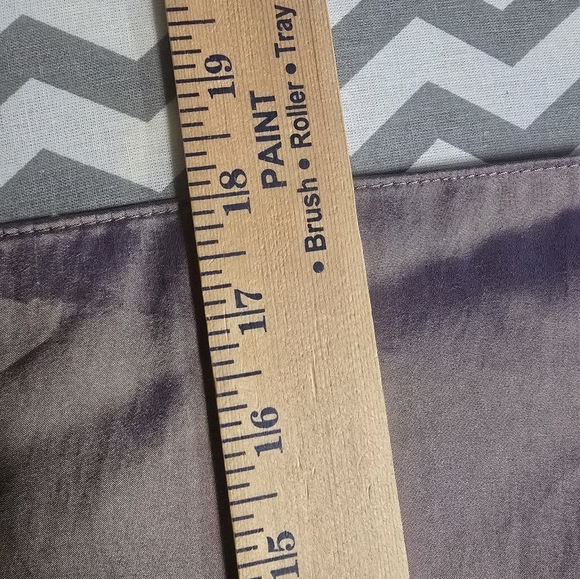 19
18
17
16
15
PAINT
• Brush • Roller • Tray